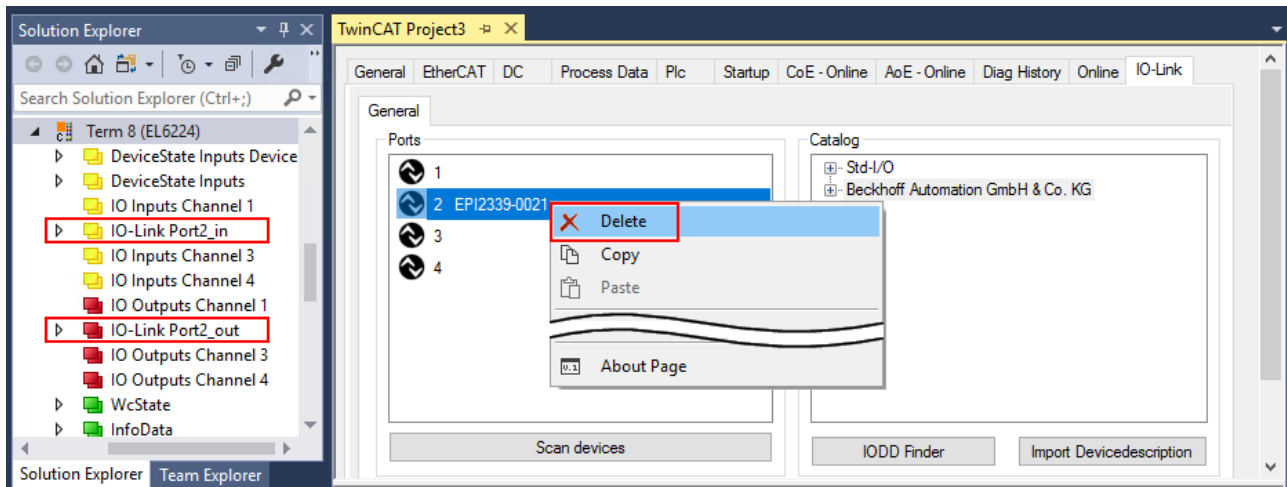 Solution Explorer
Search Solution Explorer (Ctrl+;)
Term 8 (EL6224)
DeviceState Inputs Device
DeviceState Inputs
IO Inputs Channel 1
IO-Link Port2_in
IO Inputs Channel 3
IO Inputs Channel 4
IO Outputs Channel 1
IO-Link Port2_out
IO Outputs Channel 3
IO Outputs Channel 4
WcState
InfoData
Solution Explorer Team Explorer
TwinCAT Project3
General EtherCAT DC Process Data Plc Startup CoE - Online AoE - Online Diag History Online IO-Link
General
Ports
1
2 EPI2339-0021
3
4
Delete
Copy
Paste
V.1 About Page
Scan devices
Catalog
Std-I/O
Beckhoff Automation GmbH & Co. KG
IODD Finder Import Devicedescription